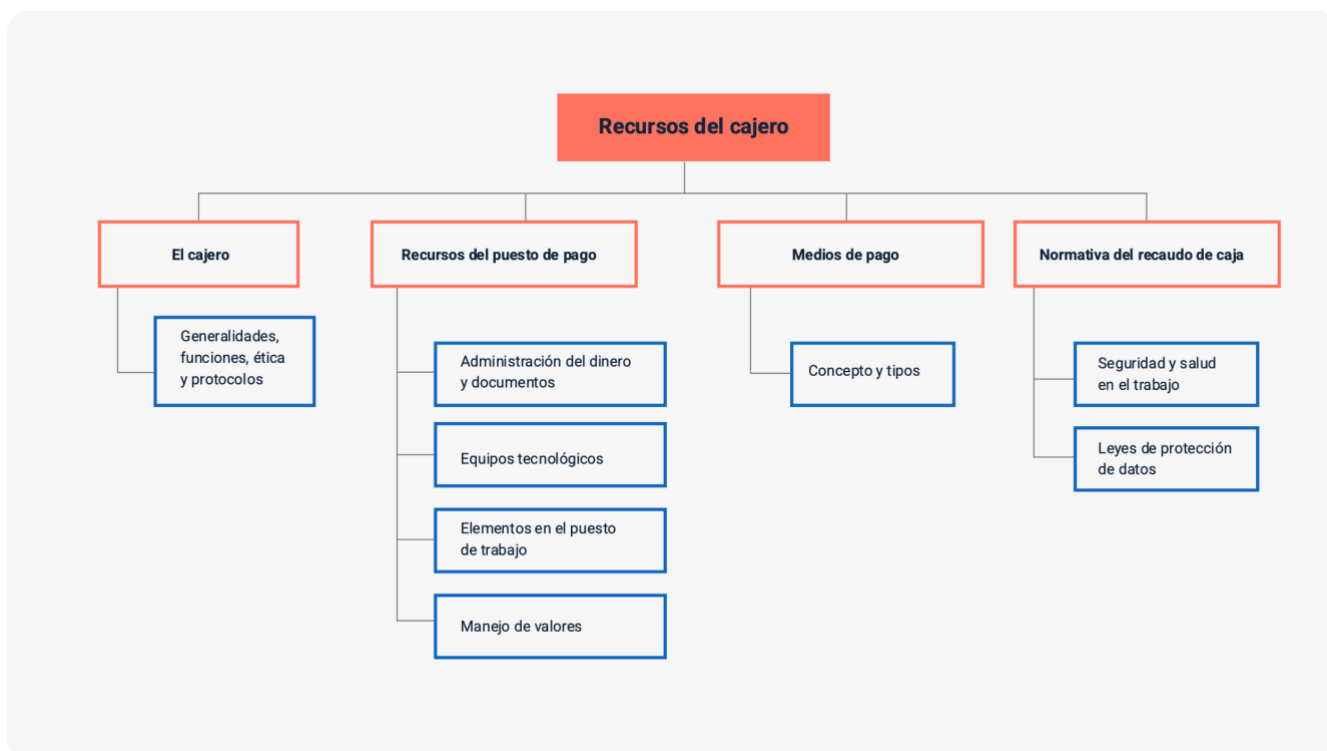 Recursos del cajero
El cajero
Generalidades,
funciones, ética
y protocolos
Recursos del puesto de pago
Administración del dinero
y documentos
Equipos tecnológicos
Elementos en el puesto
de trabajo
Manejo de valores
Medios de pago
Concepto y tipos
Normativa del recaudo de caja
Seguridad y salud
en el trabajo
Leyes de protección
de datos